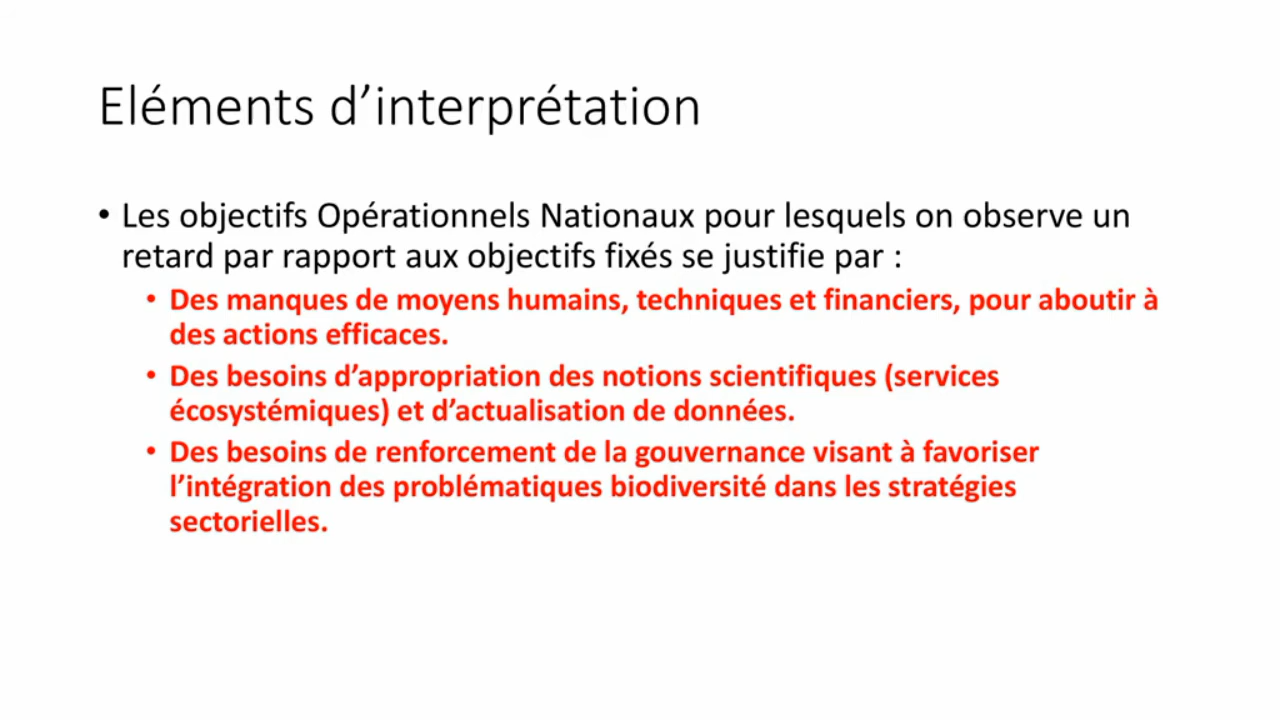 Eléments d’interprétation
• Les objectifs Opérationnels Nationaux pour lesquels on observe un
retard par rapport aux objectifs fixés se justifie par :
• Des manques de moyens humains, techniques et financiers, pour aboutir à
des actions efficaces.
• Des besoins d’appropriation des notions scientifiques (services
écosystémiques) et d’actualisation de données.
• Des besoins de renforcement de la gouvernance visant à favoriser
l’intégration des problématiques biodiversité dans les stratégies
sectorielles.